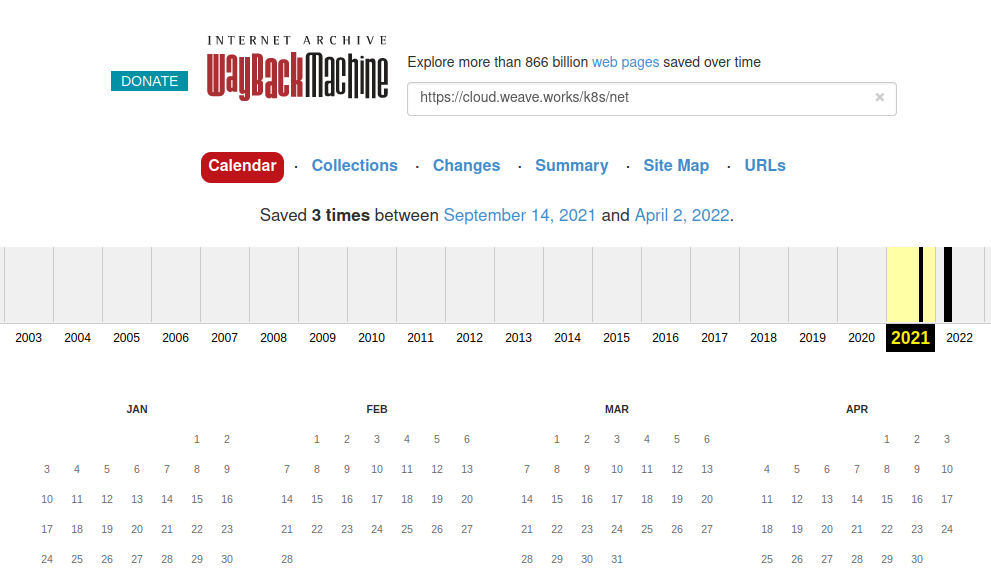 INTERNET ARCHIVE
DONATE
WayBackMachine
Explore more than 866 billion web pages saved over time
https://cloud.weave.works/k8s/net ×
Calendar · Collections · Changes · Summary · Site Map · URLs
Saved 3 times between September 14, 2021 and April 2, 2022.
2003 2004 2005 2006 2007 2008 2009 2010 2011 2012 2013 2014 2015 2016 2017 2018 2019 2020 2021 2022
JAN
1 2
3 4 5 6 7 8 9
10 11 12 13 14 15 16
17 18 19 20 21 22 23
24 25 26 27 28 29 30
FEB
1 2 3 4 5 6
7 8 9 10 11 12 13
14 15 16 17 18 19 20
21 22 23 24 25 26 27
28
MAR
1 2 3 4 5 6
7 8 9 10 11 12 13
14 15 16 17 18 19 20
21 22 23 24 25 26 27
28 29 30 31
APR
1 2 3
4 5 6 7 8 9 10
11 12 13 14 15 16 17
18 19 20 21 22 23 24
25 26 27 28 29 30